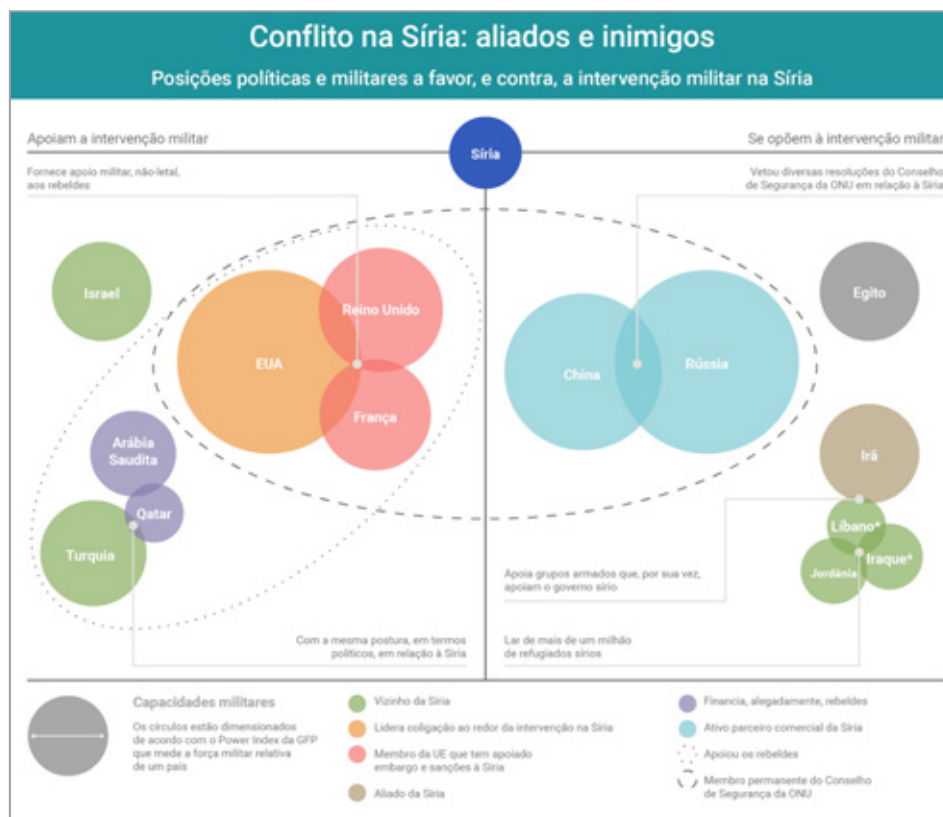 Conflito na Síria: aliados e inimigos
Posições políticas e militares a favor, e contra, a intervenção militar na Síria
Apoiam a intervenção militar
Síria
Se opõem à intervenção militar
Fornece apoio militar, não-letal,
aos rebeldes
Vetou diversas resoluções do Conselho
de Segurança da ONU em relação à Síria
Israel
Reino Unido
EUA
França
China
Rússia
Egito
Arábia
Saudita
Qatar
Turquia
Irã
Líbano*
Iraque*
Jordânia
Apoia grupos armados que, por sua vez,
apoiam o governo sírio
Com a mesma postura, em termos
políticos, em relação à Síria
Lar de mais de um milhão
de refugiados sírios
Capacidades militares
Os círculos estão dimensionados
de acordo com o Power Index da GFP
que mede a força militar relativa
de um país
Vizinho da Síria
Lidera coligação ao redor da intervenção na Síria
Membro da UE que tem apoiado
embargo e sanções à Síria
Aliado da Síria
Financia, alegadamente, rebeldes
Ativo parceiro comercial da Síria
Apoiou os rebeldes
Membro permanente do Conselho
de Segurança da ONU